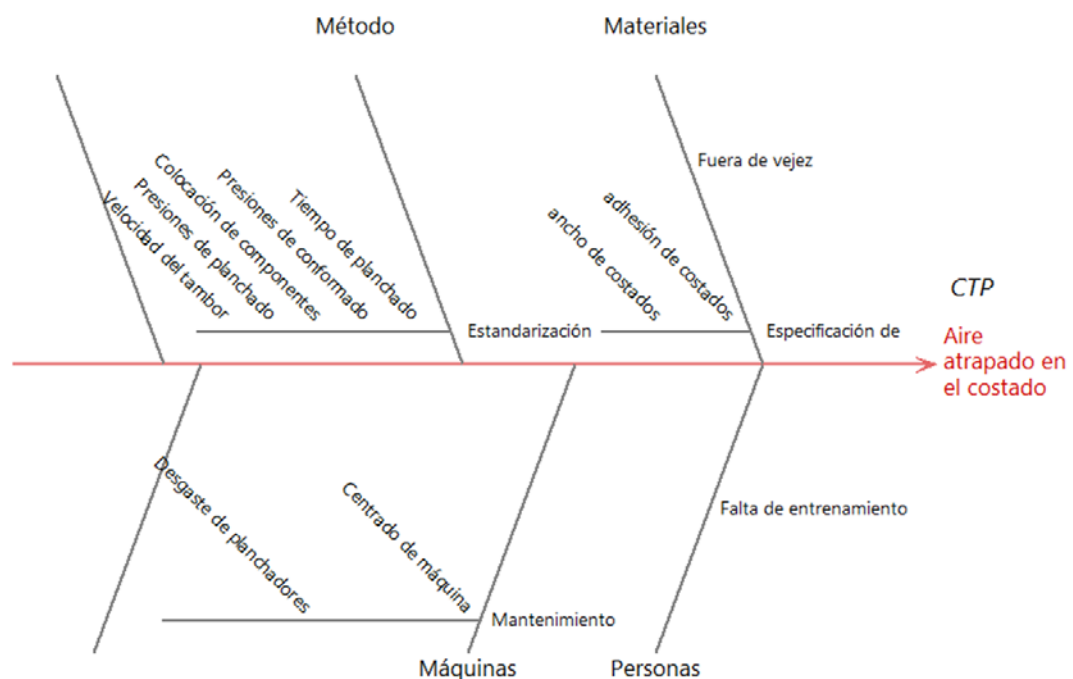 Método
Materiales
Fuera de vejez
Velocidad del tambor
Presiones de planchado
Colocación de componentes
Presiones de conformado
Tiempo de planchado
Estandarización
ancho de costados
adhesión de costados
Especificación de
CTP
Aire
atrapado en
el costado
Desgaste de planchadores
Centrado de máquina
Mantenimiento
Falta de entrenamiento
Máquinas
Personas